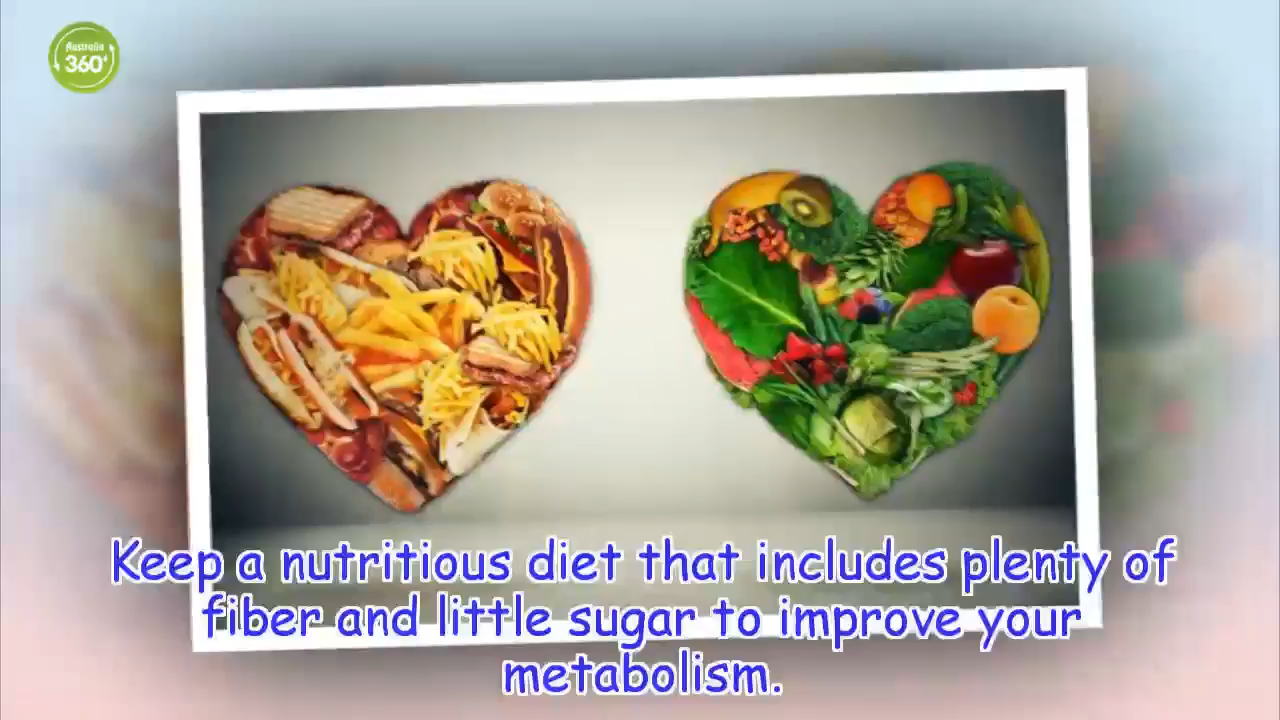 Australia
360°
Keep a nutritious diet that includes plenty of
fiber and little sugar to improve your
metabolism.